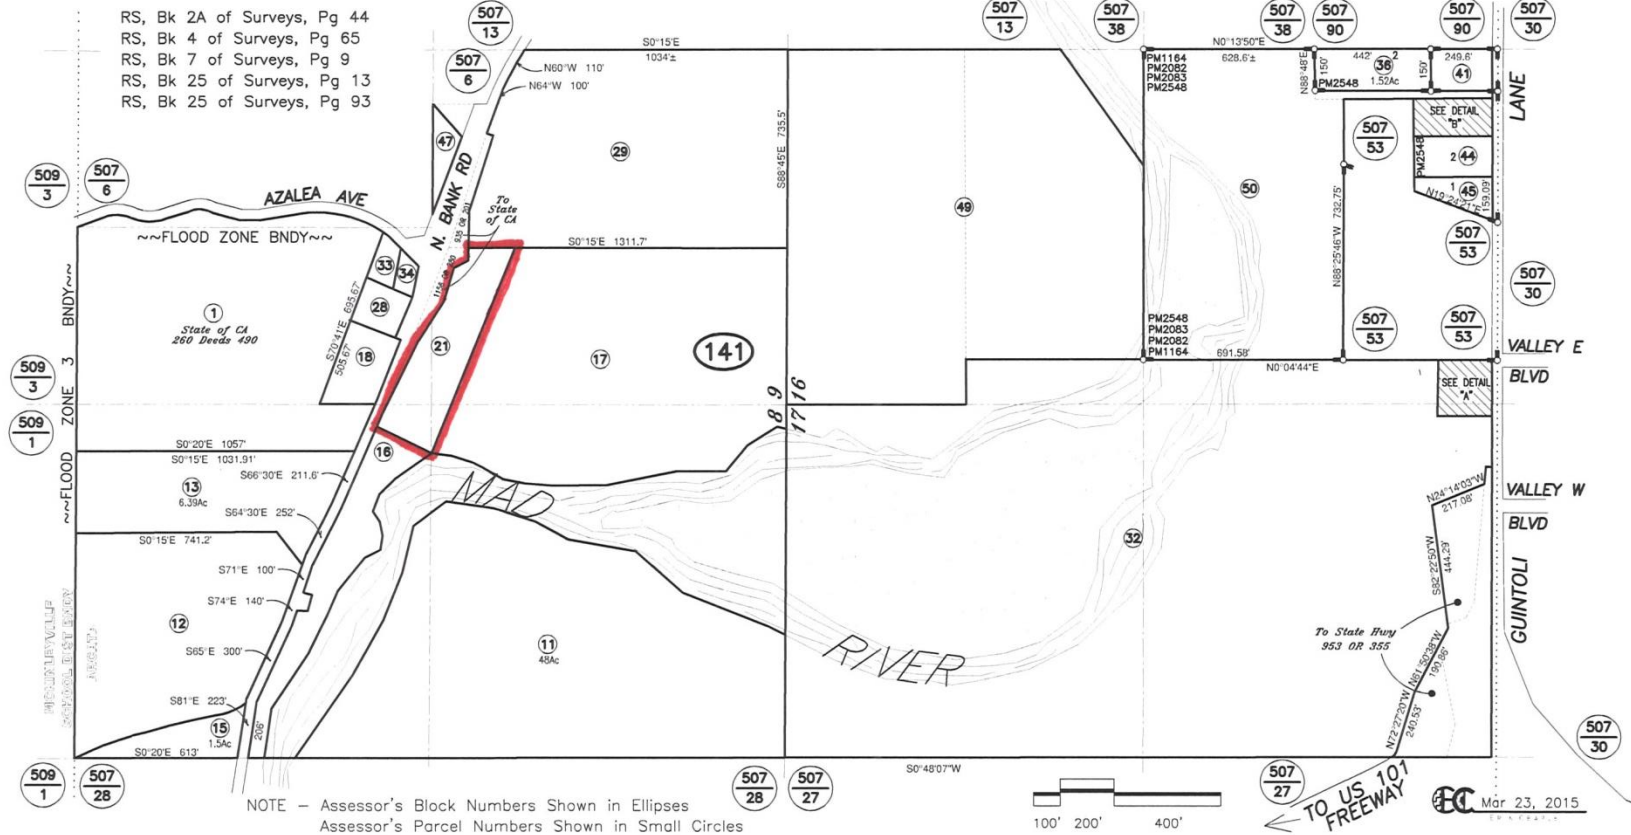 RS, Bk 2A of Surveys, Pg 44
RS, Bk 4 of Surveys, Pg 65
RS, Bk 7 of Surveys, Pg 9
RS, Bk 25 of Surveys, Pg 13
RS, Bk 25 of Surveys, Pg 93
507
13
507
6
507
13
507
38
507
38
507
90
507
90
507
30
S0°15'E
1034'±
N60°W 110'
N64°W 100'
N0°13'50"E
628.6'±
PM1164
PM2082
PM2083
PM2548
N88°48'E
150'
442'
36
2
1.52Ac
PM2548
150'
249.6'
41
LANE
SEE DETAIL
"B"
507
53
PM2548
2 44
1 45
N19°24'21"E
159.09'
507
53
509
3
507
6
AZALEA AVE
47
N. BANK RD
935 OR 201
To
State
of CA
29
S88°45'E 735.5'
49
50
N88°25'46"W 732.75'
~~FLOOD ZONE BNDY~~
~~FLOOD ZONE 3 BNDY~~
S0°15'E 1311.7'
33
34
28
18
S70°41'E 695.67'
505.67'
1
State of CA
260 Deeds 490
21
17
141
8 9
17 16
PM2548
PM2083
PM2082
PM1164
691.58'
N0°04'44"E
507
53
507
53
507
30
VALLEY E
BLVD
SEE DETAIL
"A"
509
3
509
1
S0°20'E 1057'
S0°15'E 1031.91'
S66°30'E 211.6'
16
13
6.39Ac
S64°30'E 252'
S0°15'E 741.2'
S71°E 100'
S74°E 140'
12
S65°E 300'
S81°E 223'
206'
15
1.5Ac
S0°20'E 613'
MAD
RIVER
11
48Ac
32
N24°14'03"W
217.08'
VALLEY W
BLVD
S82°22'50"W
444.29'
GUINTOLI
To State Hwy
953 OR 355
N61°50'38"W
190.86'
N72°27'20"W
240.53'
507
30
509
1
507
28
507
28
507
27
S0°48'07"W
507
27
TO US 101
FREEWAY
NOTE – Assessor's Block Numbers Shown in Ellipses
Assessor's Parcel Numbers Shown in Small Circles
100' 200' 400'
Mar 23, 2015